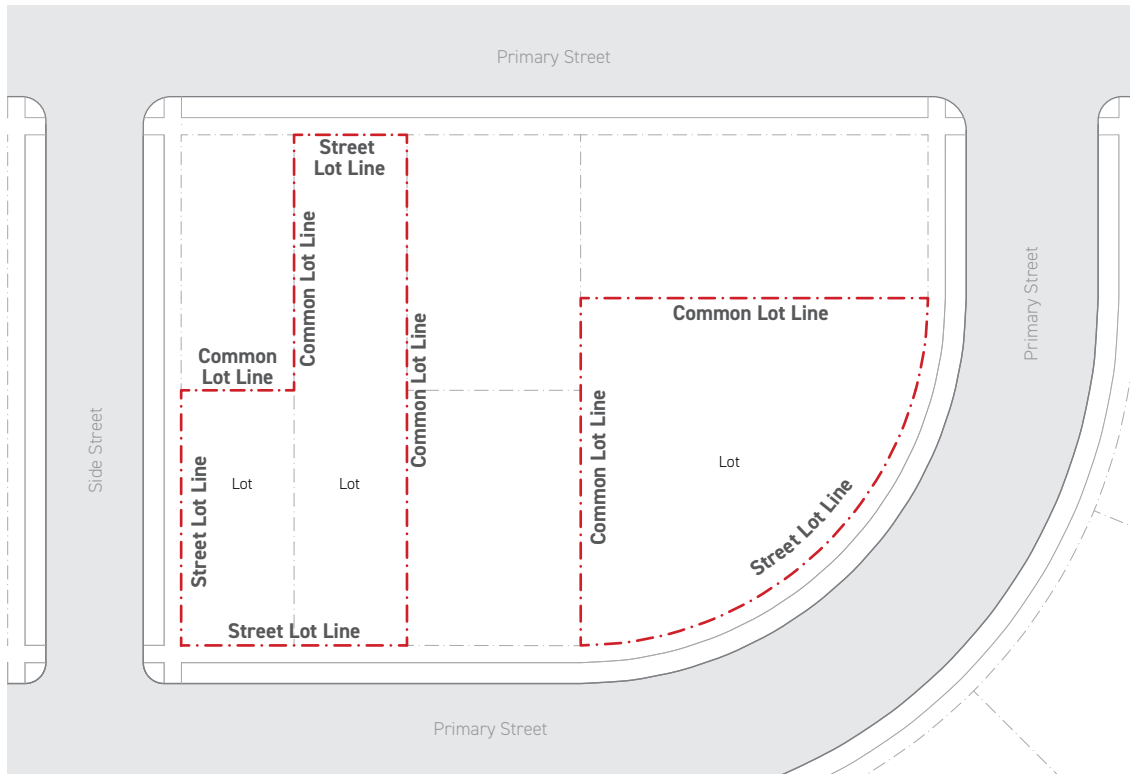 Primary Street
Street
Lot Line
Common Lot Line
Primary Street
Common Lot Line
Common
Lot Line
Common Lot Line
Common Lot Line
Side Street
Street Lot Line
Lot
Lot
Lot
Street Lot Line
Street Lot Line
Primary Street